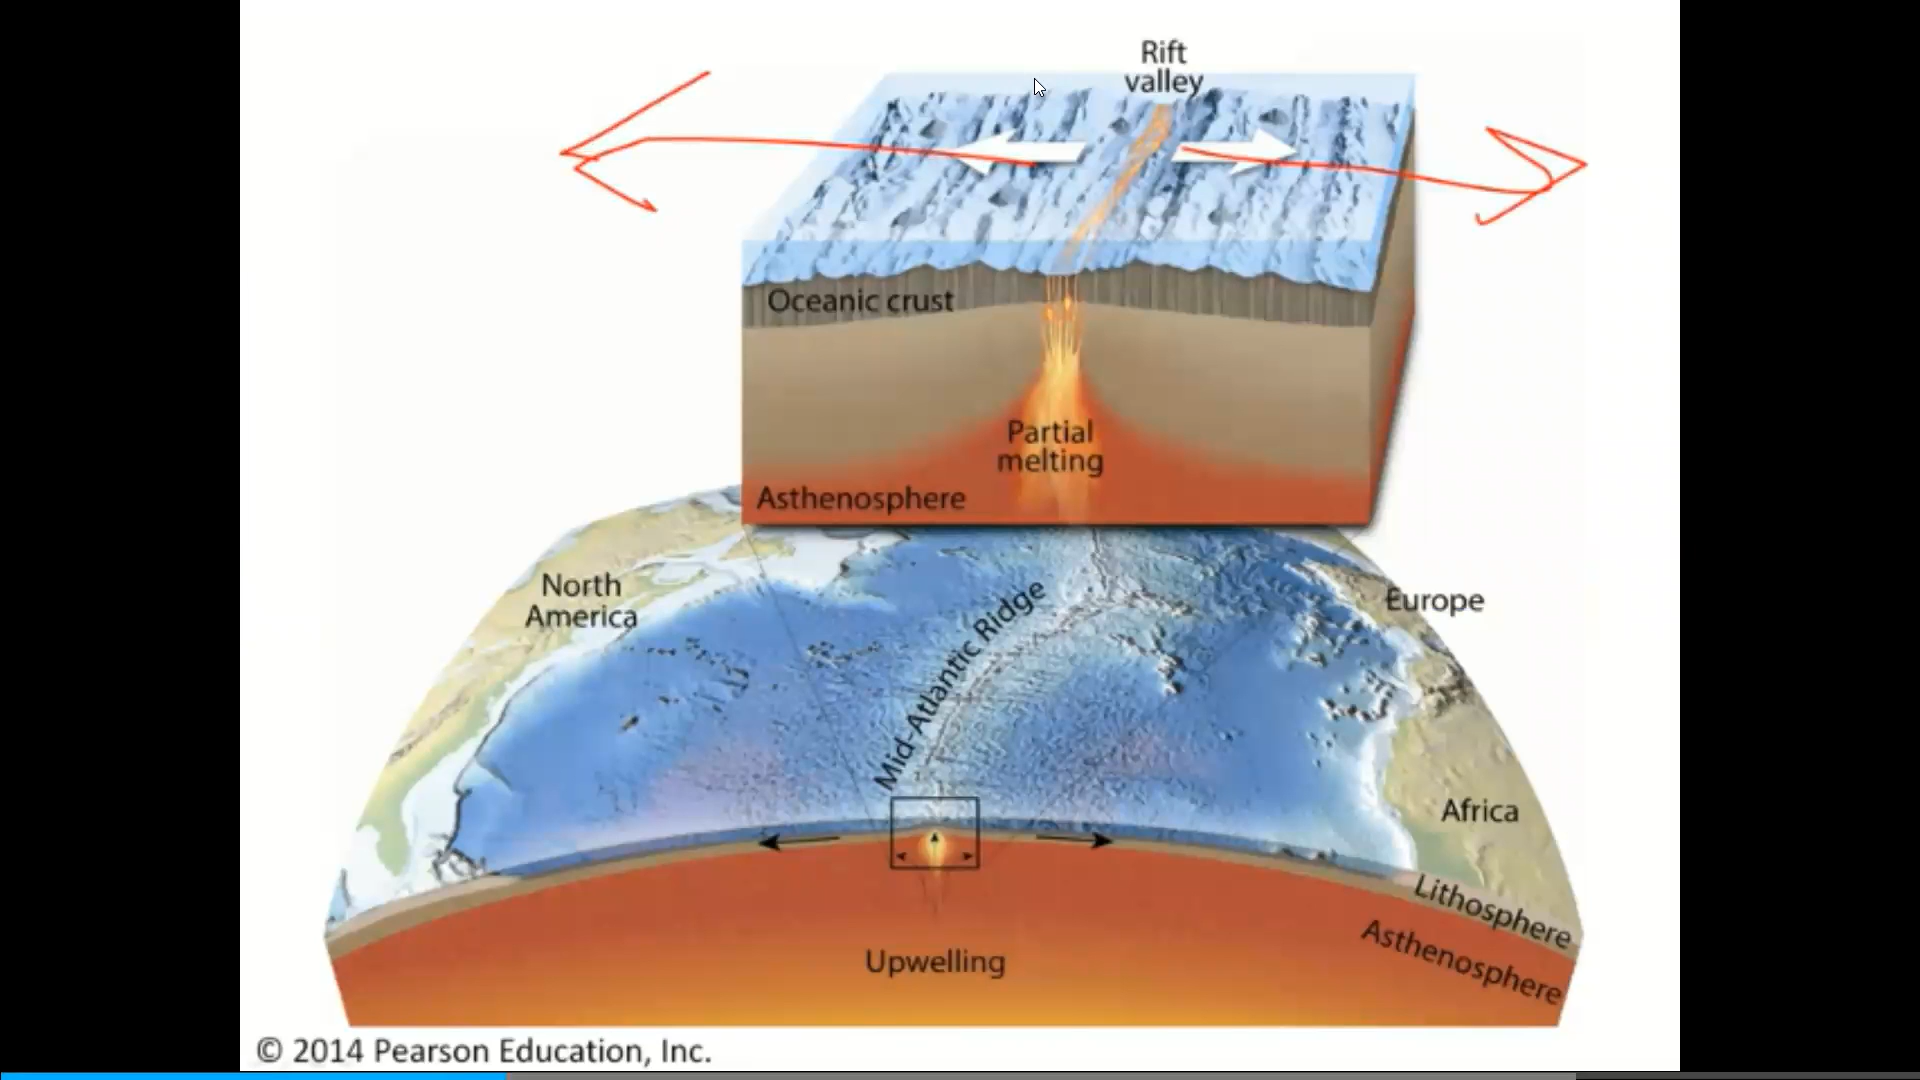 Rift
valley
Oceanic crust
Partial
melting
Asthenosphere
North
America
Mid-Atlantic Ridge
Europe
Africa
Lithosphere
Asthenosphere
Upwelling
© 2014 Pearson Education, Inc.